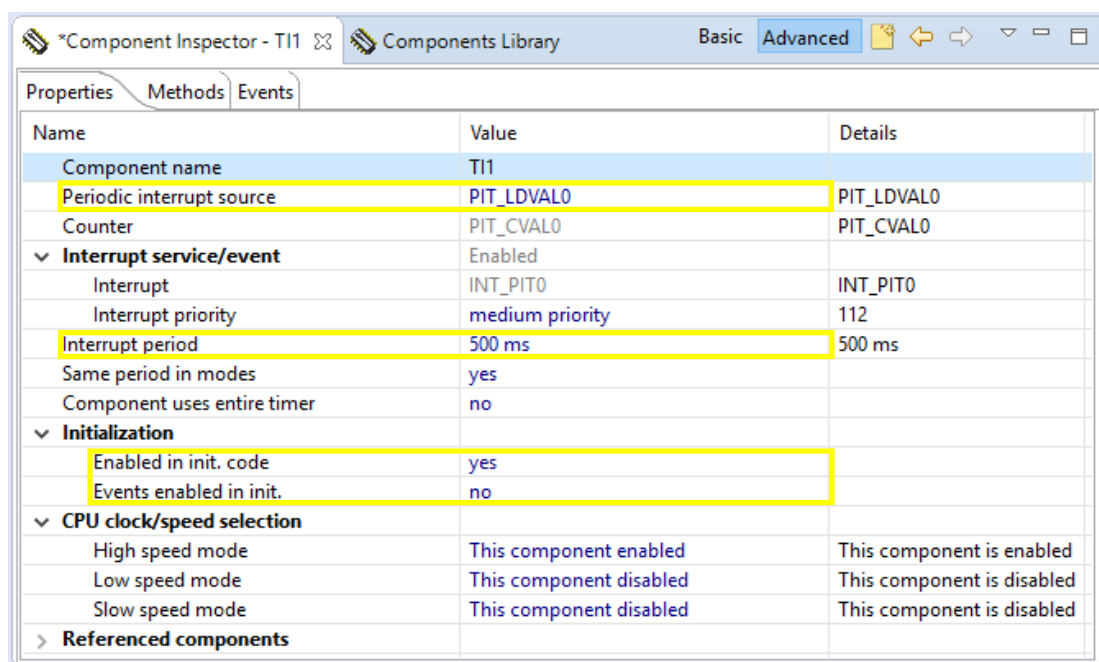 *Component Inspector - TI1 Components Library Basic Advanced
Properties Methods Events
Name Value Details
Component name TI1
Periodic interrupt source PIT_LDVAL0 PIT_LDVAL0
Counter PIT_CVAL0 PIT_CVAL0
Interrupt service/event Enabled
Interrupt INT_PIT0 INT_PIT0
Interrupt priority medium priority 112
Interrupt period 500 ms 500 ms
Same period in modes yes
Component uses entire timer no
Initialization
Enabled in init. code yes
Events enabled in init. no
CPU clock/speed selection
High speed mode This component enabled This component is enabled
Low speed mode This component disabled This component is disabled
Slow speed mode This component disabled This component is disabled
Referenced components